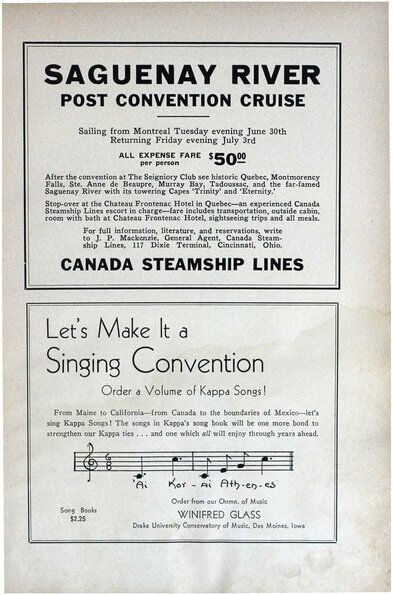 SAGUENAY RIVER
POST CONVENTION CRUISE
Sailing from Montreal Tuesday evening June 30th
Returning Friday evening July 3rd
ALL EXPENSE FARE $50.00
per person
After the convention at The Seigniory Club see historic Quebec, Montmorency
Falls, Ste. Anne de Beaupre, Murray Bay, Tadoussac, and the far-famed
Saguenay River with its towering Capes 'Trinity' and 'Eternity.'
Stop-over at the Chateau Frontenac Hotel in Quebec—an experienced Canada
Steamship Lines escort in charge—fare includes transportation, outside cabin,
room with bath at Chateau Frontenac Hotel, sightseeing trips and all meals.
For full information, literature, and reservations, write
to J. P. Mackenzie, General Agent, Canada Steam-
ship Lines, 117 Dixie Terminal, Cincinnati, Ohio.
CANADA STEAMSHIP LINES
Let's Make It a
Singing Convention
Order a Volume of Kappa Songs!
From Maine to California—from Canada to the boundaries of Mexico—let's
sing Kappa Songs! The songs in Kappa's song book will be one more bond to
strengthen our Kappa ties . . . and one which all will enjoy through years ahead.
6
8
'Ai Kor - Ai Ath-en-es
Order from our Chrmn. of Music
Song Books
$2.25
WINIFRED GLASS
Drake University Conservatory of Music, Des Moines, Iowa